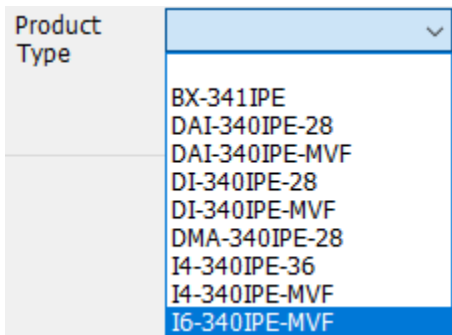 Product
Type
BX-341IPE
DAI-340IPE-28
DAI-340IPE-MVF
DI-340IPE-28
DI-340IPE-MVF
DMA-340IPE-28
I4-340IPE-36
I4-340IPE-MVF
I6-340IPE-MVF